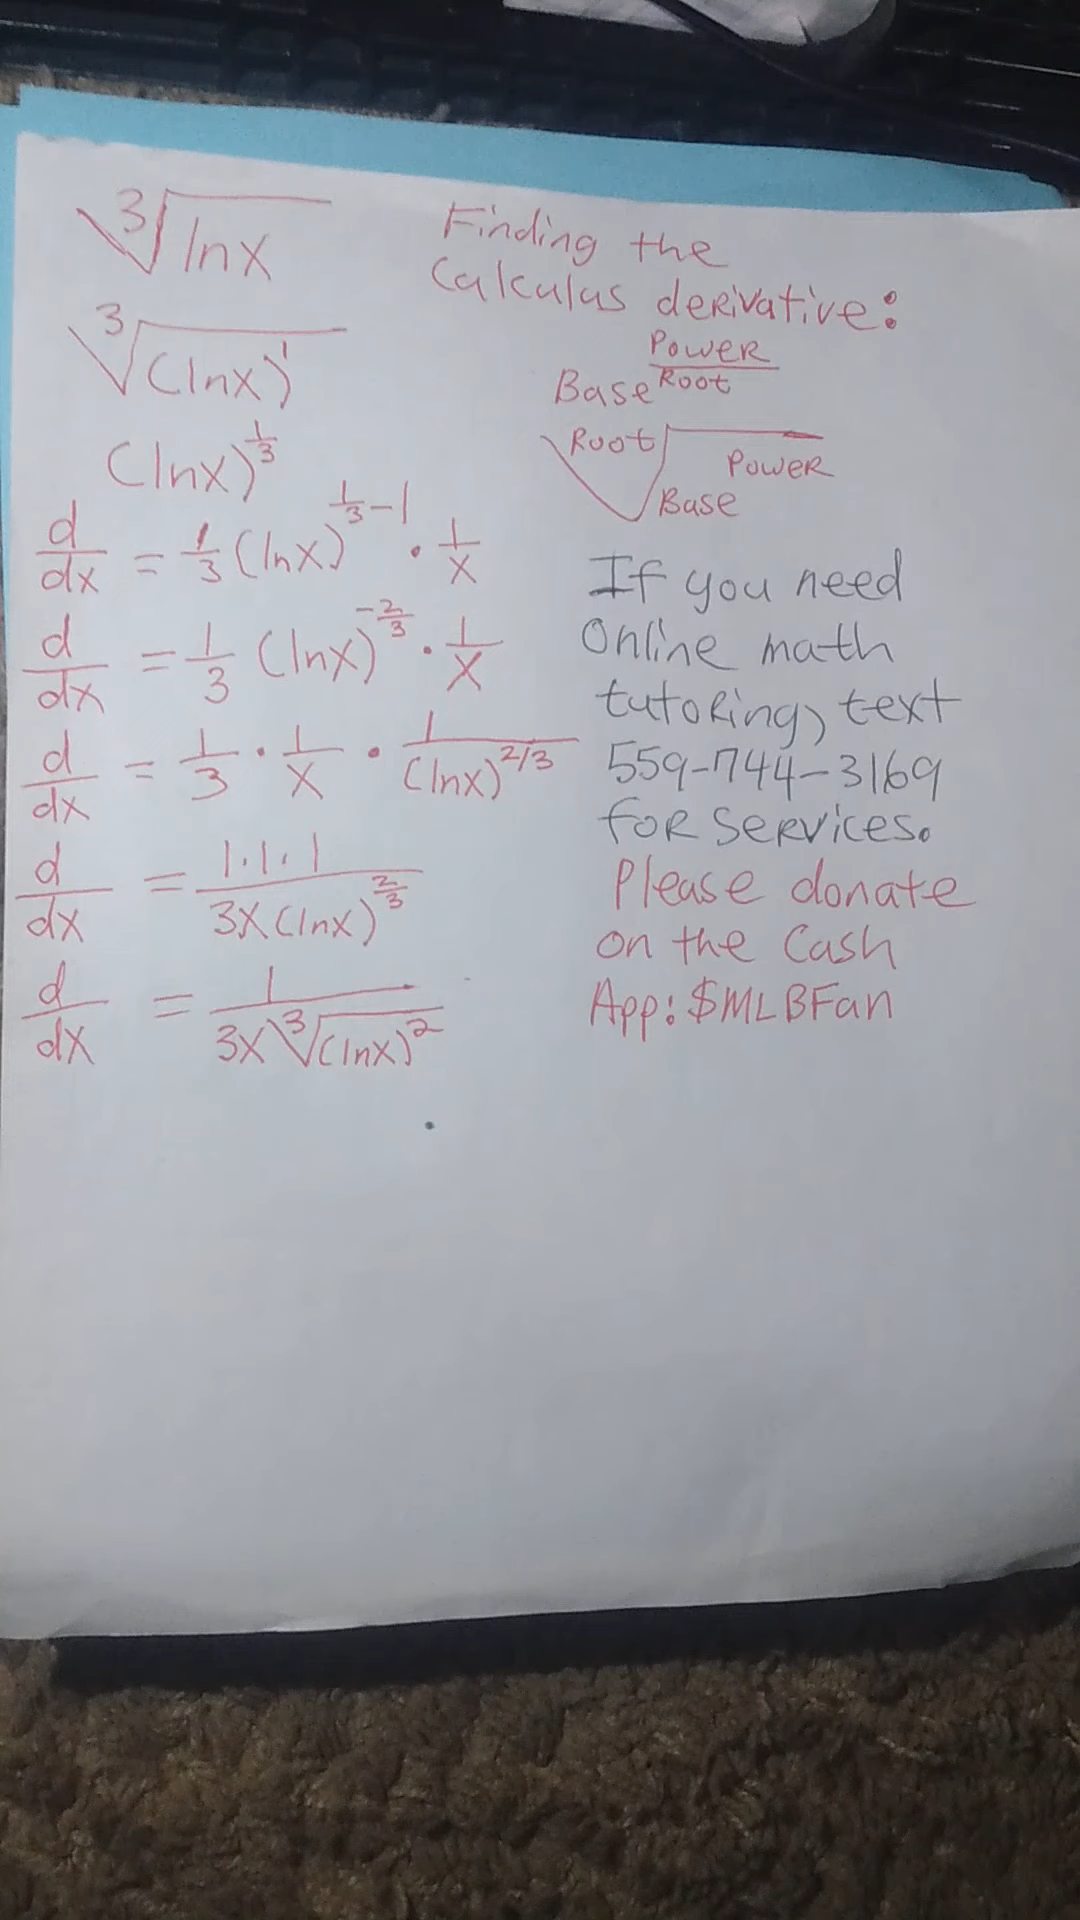 ∛lnx
∛(lnx)¹
(lnx)^1/3
d/dx = 1/3 (lnx)^(1/3 - 1) · 1/x
d/dx = 1/3 (lnx)^(-2/3) · 1/x
d/dx = 1/3 · 1/x · 1/(lnx)^2/3
d/dx = 1·1·1/3x(lnx)^2/3
d/dx = 1/3x∛(lnx)²
Finding the
Calculus derivative:
Base Power/Root
Root Power
Base
If you need
Online math
tutoring, text
559-744-3169
for services.
Please donate
on the Cash
App: $MLBFan